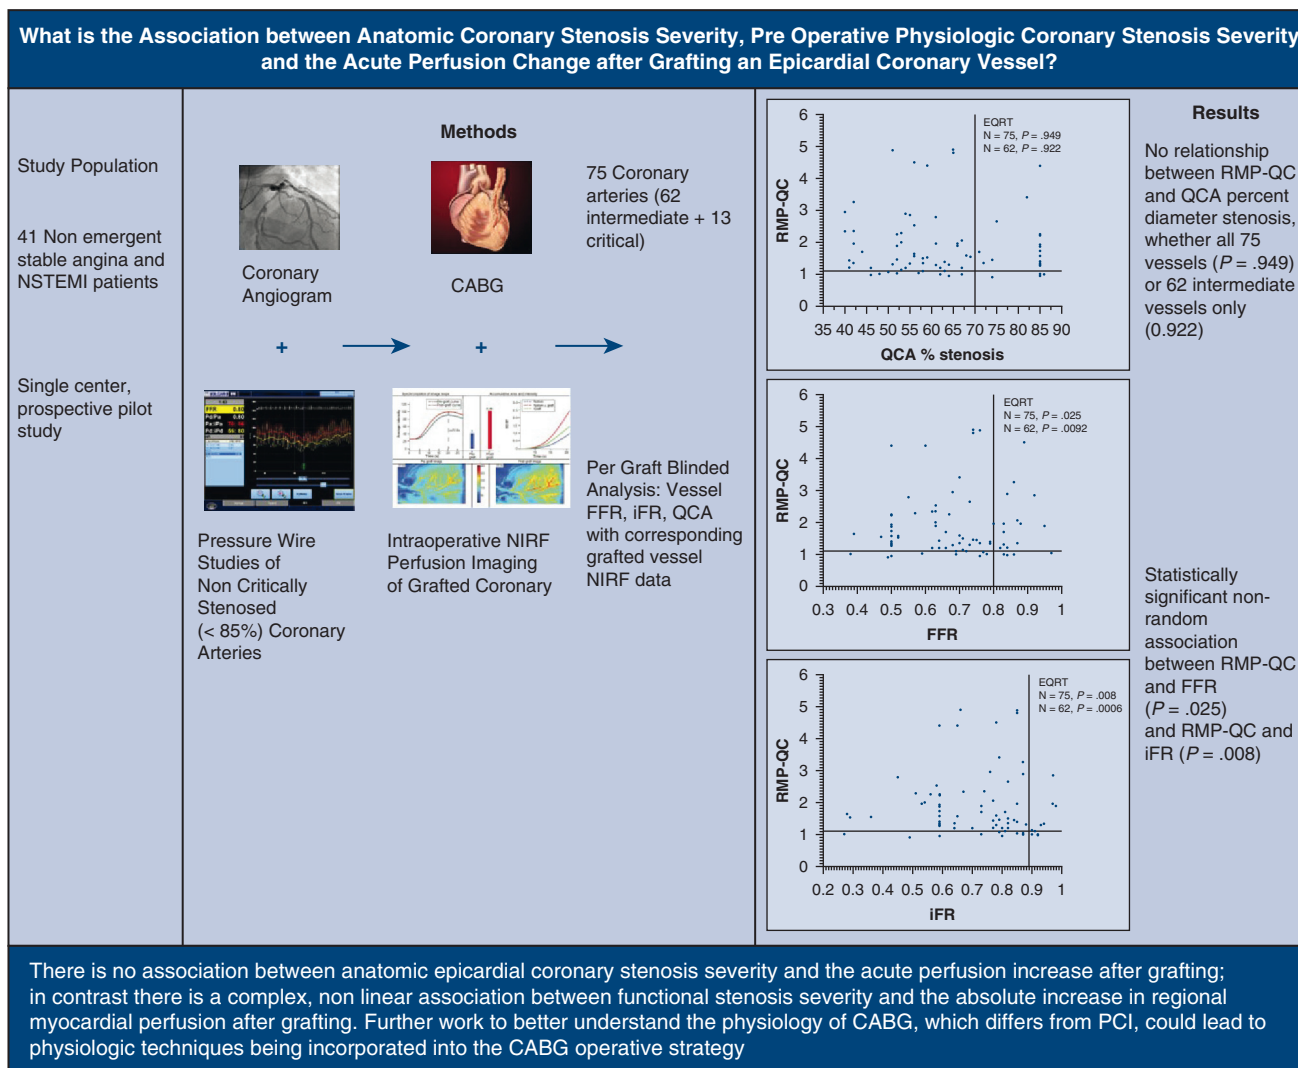 What is the Association between Anatomic Coronary Stenosis Severity, Pre Operative Physiologic Coronary Stenosis Severity
and the Acute Perfusion Change after Grafting an Epicardial Coronary Vessel?
Study Population
41 Non emergent
stable angina and
NSTEMI patients
Single center,
prospective pilot
study
Methods
Coronary
Angiogram
CABG
75 Coronary
arteries (62
intermediate + 13
critical)
+
+
FFR 0.80
Pressure Wire
Studies of
Non Critically
Stenosed
(< 85%) Coronary
Arteries
Intraoperative NIRF
Perfusion Imaging
of Grafted Coronary
Per Graft Blinded
Analysis: Vessel
FFR, iFR, QCA
with corresponding
grafted vessel
NIRF data
EQRT
N = 75, P = .949
N = 62, P = .922
RMP-QC
6
5
4
3
2
1
0
35 40 45 50 55 60 65 70 75 80 85 90
QCA % stenosis
EQRT
N = 75, P = .025
N = 62, P = .0092
RMP-QC
6
5
4
3
2
1
0
0.3 0.4 0.5 0.6 0.7 0.8 0.9 1
FFR
EQRT
N = 75, P = .008
N = 62, P = .0006
RMP-QC
6
5
4
3
2
1
0
0.2 0.3 0.4 0.5 0.6 0.7 0.8 0.9 1
iFR
Results
No relationship
between RMP-QC
and QCA percent
diameter stenosis,
whether all 75
vessels (P = .949)
or 62 intermediate
vessels only
(0.922)
Statistically
significant non-
random
association
between RMP-QC
and FFR
(P = .025)
and RMP-QC and
iFR (P = .008)
There is no association between anatomic epicardial coronary stenosis severity and the acute perfusion increase after grafting;
in contrast there is a complex, non linear association between functional stenosis severity and the absolute increase in regional
myocardial perfusion after grafting. Further work to better understand the physiology of CABG, which differs from PCI, could lead to
physiologic techniques being incorporated into the CABG operative strategy